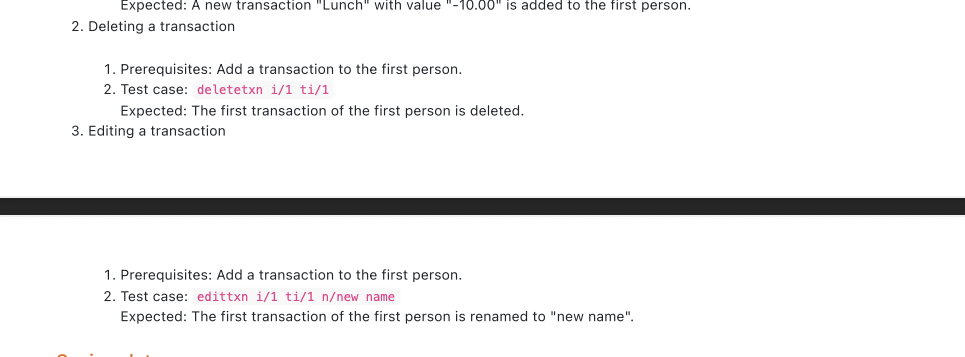 Expected: A new transaction "Lunch" with value "-10.00" is added to the first person.
2. Deleting a transaction
1. Prerequisites: Add a transaction to the first person.
2. Test case: deletetxn i/1 ti/1
Expected: The first transaction of the first person is deleted.
3. Editing a transaction
1. Prerequisites: Add a transaction to the first person.
2. Test case: edittxn i/1 ti/1 n/new name
Expected: The first transaction of the first person is renamed to "new name".